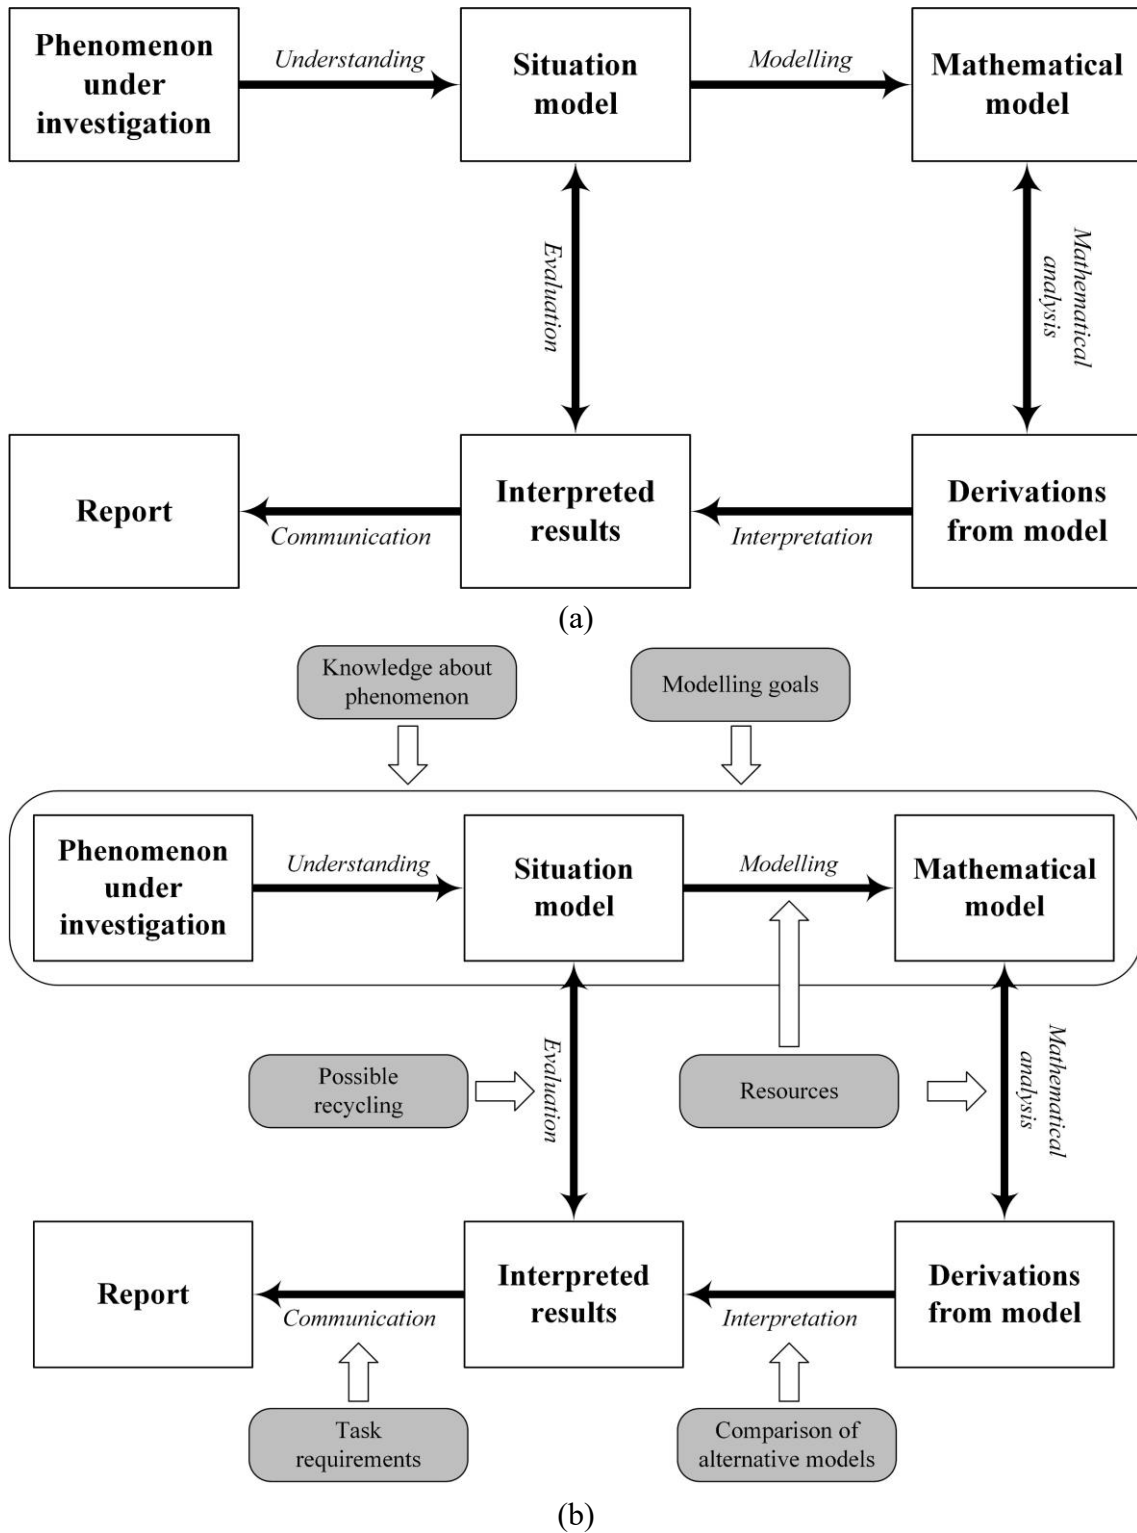 Phenomenon
under
investigation
Understanding
Situation
model
Modelling
Mathematical
model
Evaluation
Mathematical
analysis
Report
Communication
Interpreted
results
Interpretation
Derivations
from model
(a)
Knowledge about
phenomenon
Modelling goals
Phenomenon
under
investigation
Understanding
Situation
model
Modelling
Mathematical
model
Possible
recycling
Evaluation
Resources
Mathematical
analysis
Report
Communication
Interpreted
results
Interpretation
Derivations
from model
Task
requirements
Comparison of
alternative models
(b)